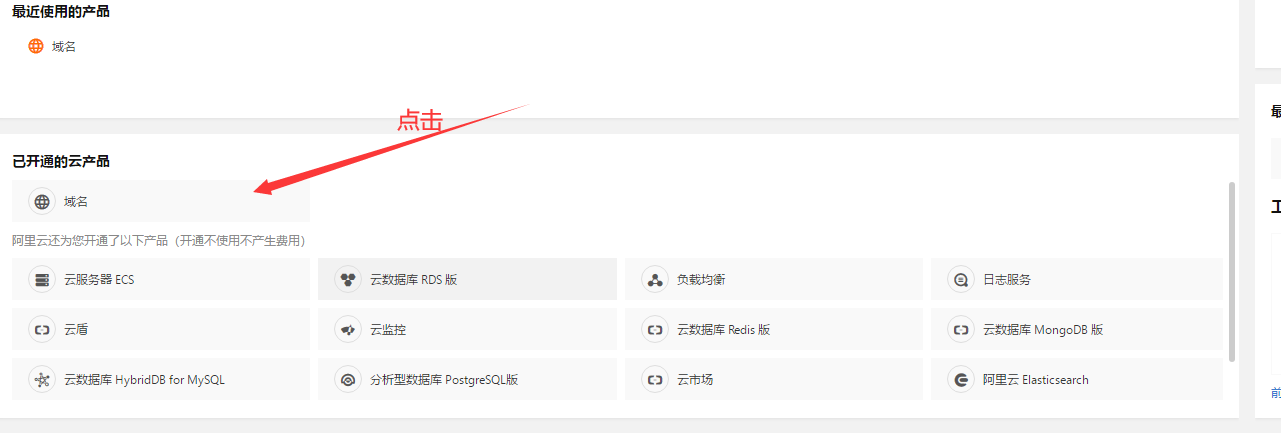 最近使用的产品
域名
点击
已开通的云产品
域名
阿里云还为您开通了以下产品（开通不使用不产生费用）
云服务器 ECS
云数据库 RDS 版
负载均衡
日志服务
云盾
云监控
云数据库 Redis 版
云数据库 MongoDB 版
云数据库 HybridDB for MySQL
分析型数据库 PostgreSQL版
云市场
阿里云 Elasticsearch
最
前